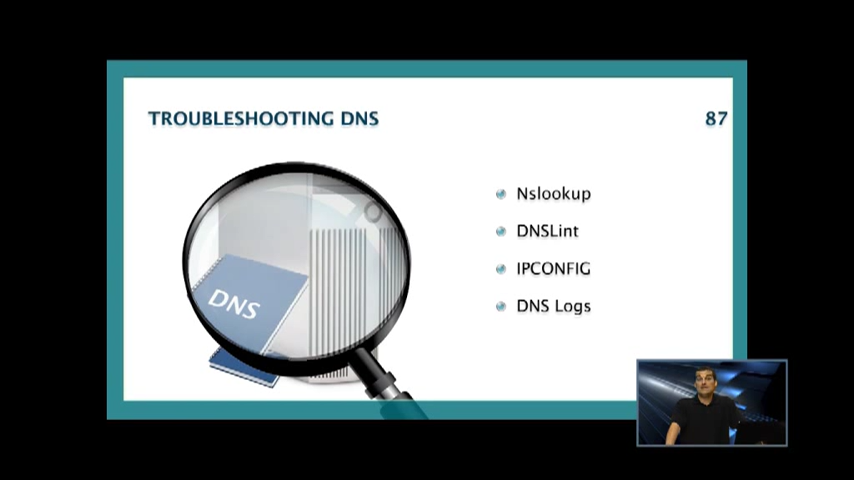 TROUBLESHOOTING DNS
87
Nslookup
DNSLint
IPCONFIG
DNS Logs
DNS